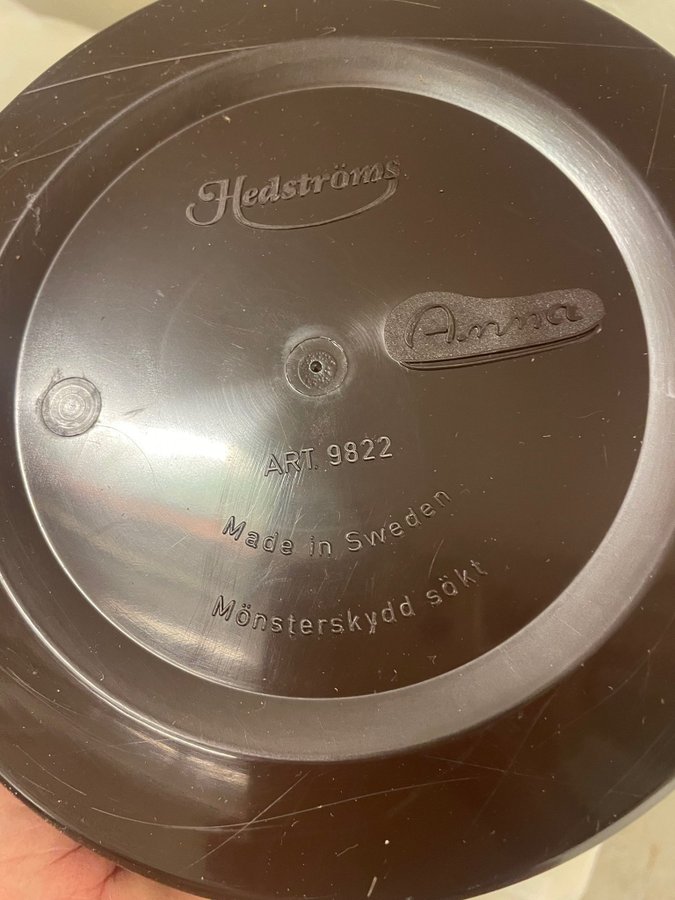 Hedströms
Anna
ART. 9822
Made in Sweden
Mönsterskydd sökt